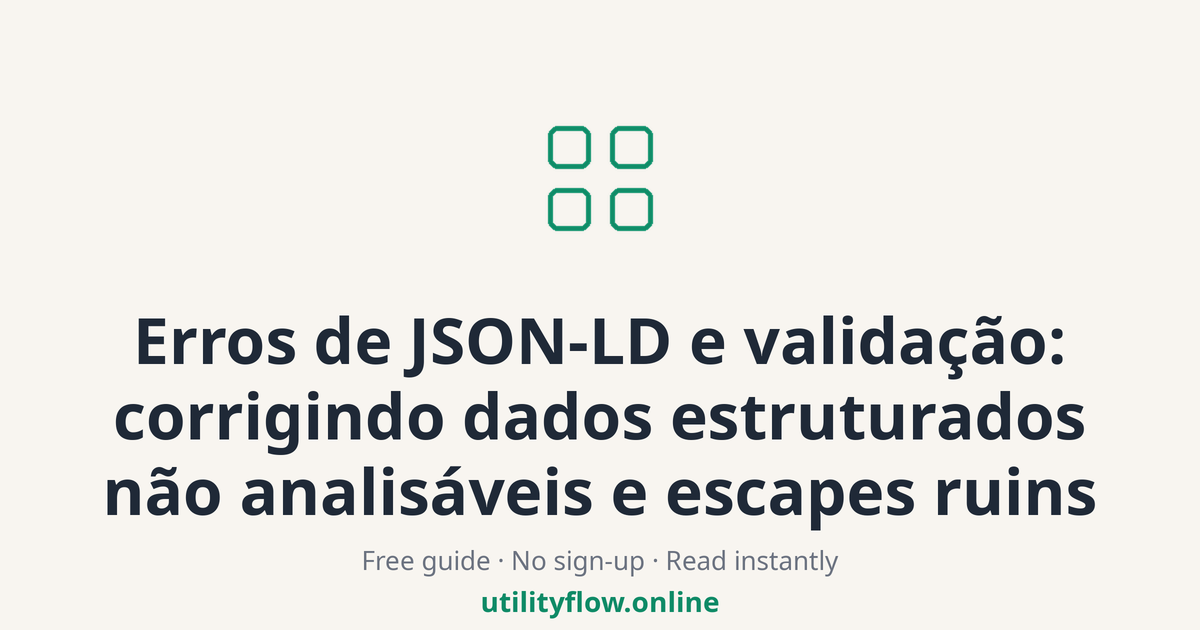 Erros de JSON-LD e validação:
corrigindo dados estruturados
não analisáveis e escapes ruins
Free guide · No sign-up · Read instantly
utilityflow.online